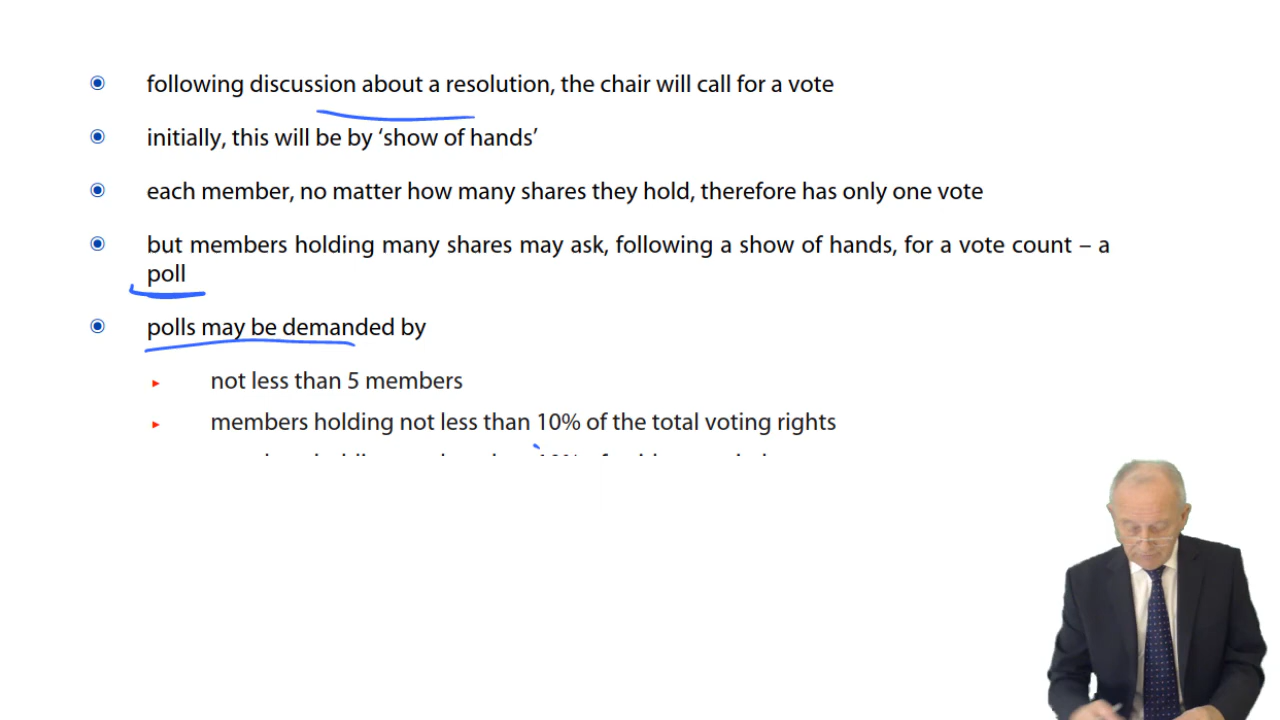 following discussion about a resolution, the chair will call for a vote
initially, this will be by ‘show of hands’
each member, no matter how many shares they hold, therefore has only one vote
but members holding many shares may ask, following a show of hands, for a vote count – a
poll
polls may be demanded by
not less than 5 members
members holding not less than 10% of the total voting rights